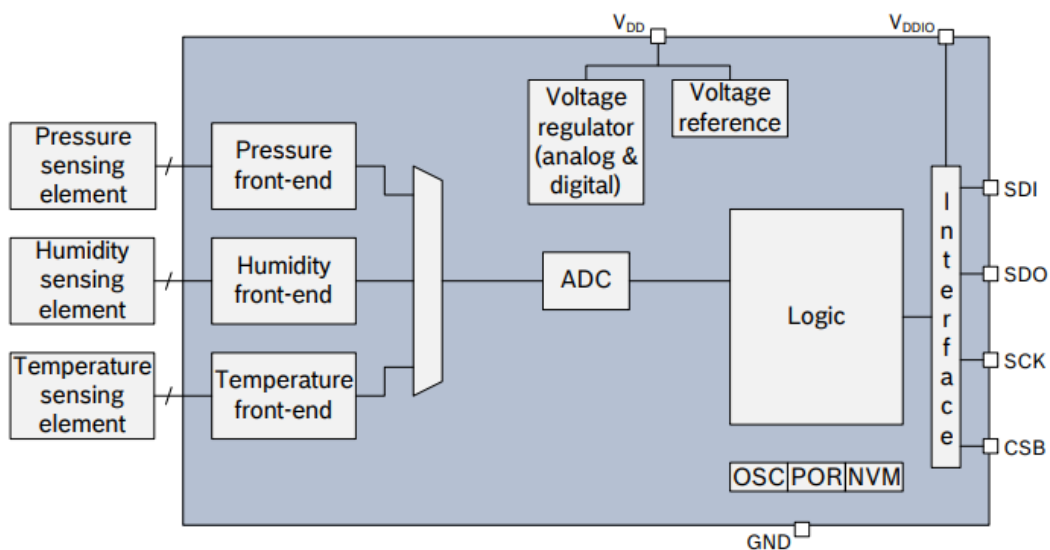 VDD
VDDIO
Voltage
regulator
(analog &
digital)
Voltage
reference
Pressure
sensing
element
Pressure
front-end
Humidity
sensing
element
Humidity
front-end
Temperature
sensing
element
Temperature
front-end
ADC
Logic
Interface
SDI
SDO
SCK
CSB
OSC
POR
NVM
GND